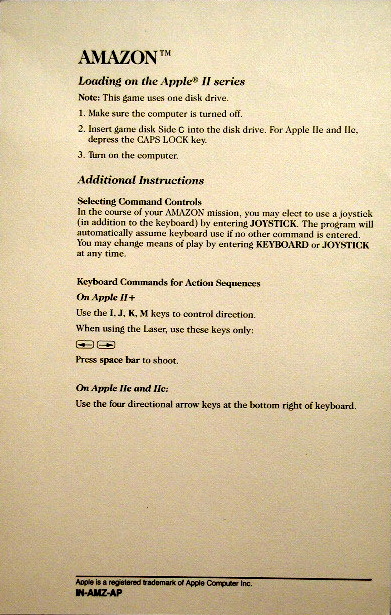 AMAZON™
Loading on the Apple® II series
Note: This game uses one disk drive.
1. Make sure the computer is turned off.
2. Insert game disk Side C into the disk drive. For Apple IIe and IIc,
depress the CAPS LOCK key.
3. Turn on the computer.
Additional Instructions
Selecting Command Controls
In the course of your AMAZON mission, you may elect to use a joystick
(in addition to the keyboard) by entering JOYSTICK. The program will
automatically assume keyboard use if no other command is entered.
You may change means of play by entering KEYBOARD or JOYSTICK
at any time.
Keyboard Commands for Action Sequences
On Apple II+
Use the I, J, K, M keys to control direction.
When using the Laser, use these keys only:
← →
Press space bar to shoot.
On Apple IIe and IIc:
Use the four directional arrow keys at the bottom right of keyboard.
Apple is a registered trademark of Apple Computer Inc.
IN-AMZ-AP